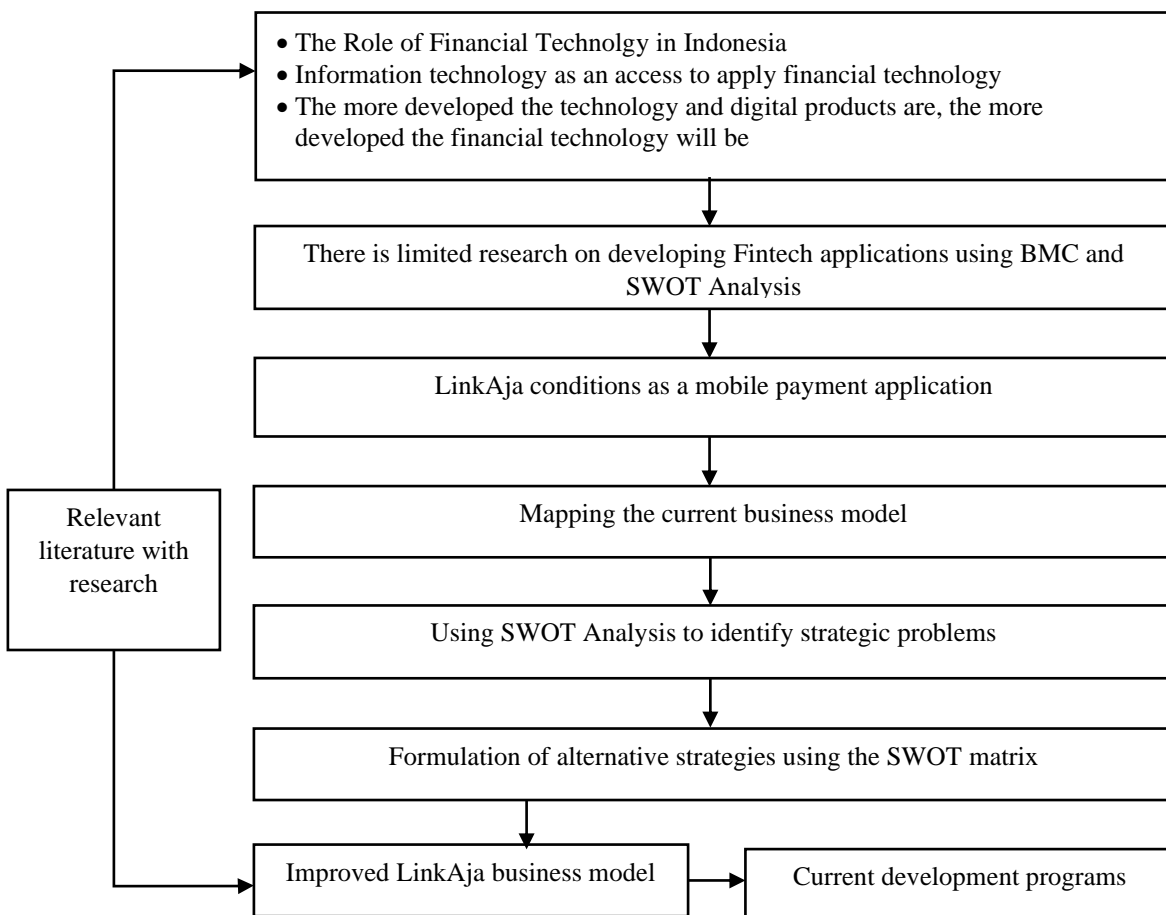 • The Role of Financial Technolgy in Indonesia
• Information technology as an access to apply financial technology
• The more developed the technology and digital products are, the more
developed the financial technology will be
There is limited research on developing Fintech applications using BMC and
SWOT Analysis
LinkAja conditions as a mobile payment application
Mapping the current business model
Relevant
literature with
research
Using SWOT Analysis to identify strategic problems
Formulation of alternative strategies using the SWOT matrix
Improved LinkAja business model
Current development programs